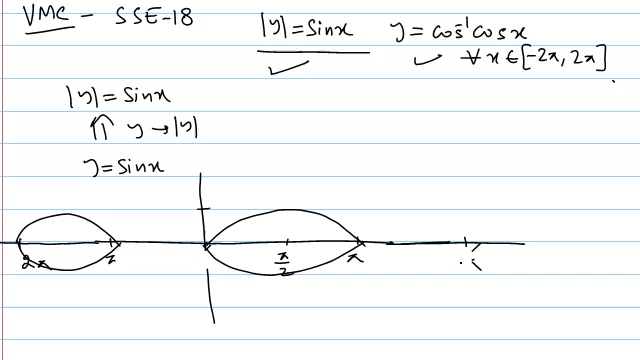 VMC - SSE-18
|y| = sinx y = cos⁻¹cosx
∀ x ∈ [-2π, 2π]
|y| = sinx
⇑ y → |y|
y = sinx
2π π/2 π